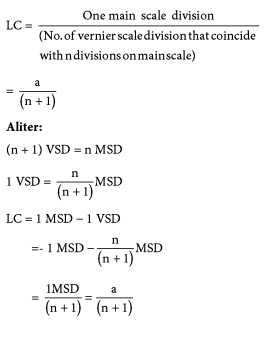 LC = One main scale division / (No. of vernier scale division that coincide with n divisions on main scale)
= a / (n + 1)
Aliter:
(n + 1) VSD = n MSD
1 VSD = n / (n + 1) MSD
LC = 1 MSD – 1 VSD
=- 1 MSD – n / (n + 1) MSD
= 1MSD / (n + 1) = a / (n + 1)